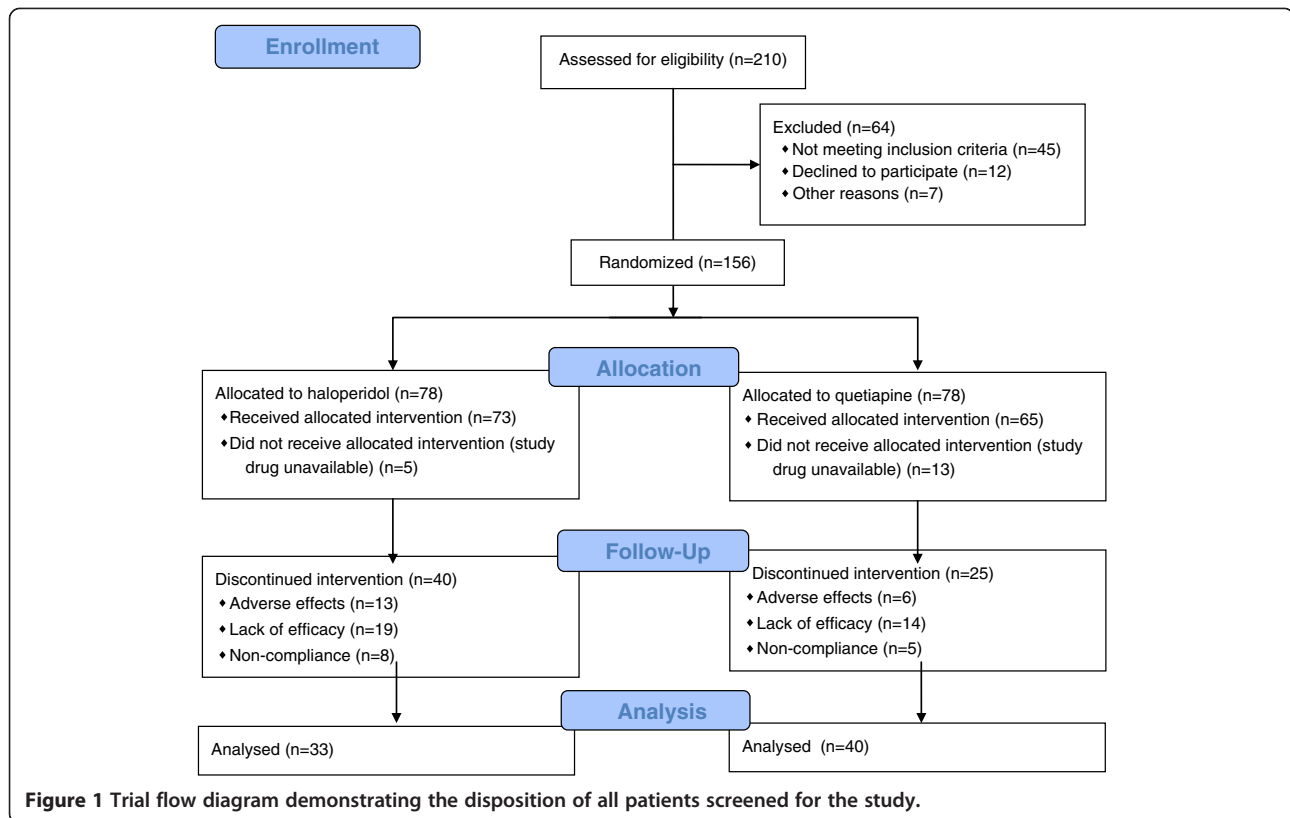 Enrollment
Assessed for eligibility (n=210)
Excluded (n=64)
♦ Not meeting inclusion criteria (n=45)
♦ Declined to participate (n=12)
♦ Other reasons (n=7)
Randomized (n=156)
Allocation
Allocated to haloperidol (n=78)
♦ Received allocated intervention (n=73)
♦ Did not receive allocated intervention (study
drug unavailable) (n=5)
Allocated to quetiapine (n=78)
♦ Received allocated intervention (n=65)
♦ Did not receive allocated intervention (study
drug unavailable) (n=13)
Follow-Up
Discontinued intervention (n=40)
♦ Adverse effects (n=13)
♦ Lack of efficacy (n=19)
♦ Non-compliance (n=8)
Discontinued intervention (n=25)
♦ Adverse effects (n=6)
♦ Lack of efficacy (n=14)
♦ Non-compliance (n=5)
Analysis
Analysed (n=33)
Analysed (n=40)
Figure 1 Trial flow diagram demonstrating the disposition of all patients screened for the study.